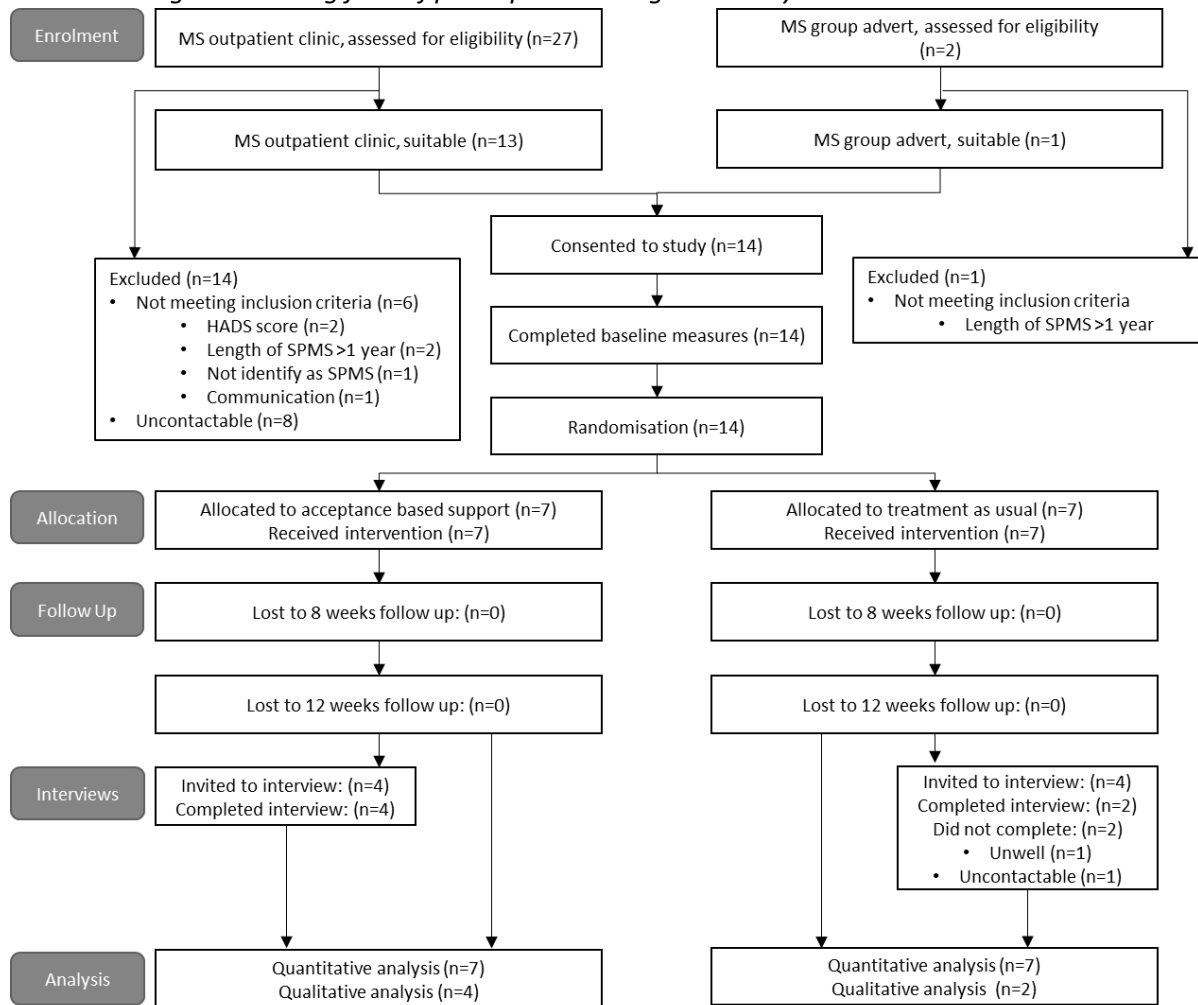 Enrolment
MS outpatient clinic, assessed for eligibility (n=27)
MS group advert, assessed for eligibility
(n=2)
MS outpatient clinic, suitable (n=13)
MS group advert, suitable (n=1)
Consented to study (n=14)
Excluded (n=14)
• Not meeting inclusion criteria (n=6)
• HADS score (n=2)
• Length of SPMS >1 year (n=2)
• Not identify as SPMS (n=1)
• Communication (n=1)
• Uncontactable (n=8)
Excluded (n=1)
• Not meeting inclusion criteria
• Length of SPMS >1 year
Completed baseline measures (n=14)
Randomisation (n=14)
Allocation
Allocated to acceptance based support (n=7)
Received intervention (n=7)
Allocated to treatment as usual (n=7)
Received intervention (n=7)
Follow Up
Lost to 8 weeks follow up: (n=0)
Lost to 8 weeks follow up: (n=0)
Lost to 12 weeks follow up: (n=0)
Lost to 12 weeks follow up: (n=0)
Interviews
Invited to interview: (n=4)
Completed interview: (n=4)
Invited to interview: (n=4)
Completed interview: (n=2)
Did not complete: (n=2)
• Unwell (n=1)
• Uncontactable (n=1)
Analysis
Quantitative analysis (n=7)
Qualitative analysis (n=4)
Quantitative analysis (n=7)
Qualitative analysis (n=2)